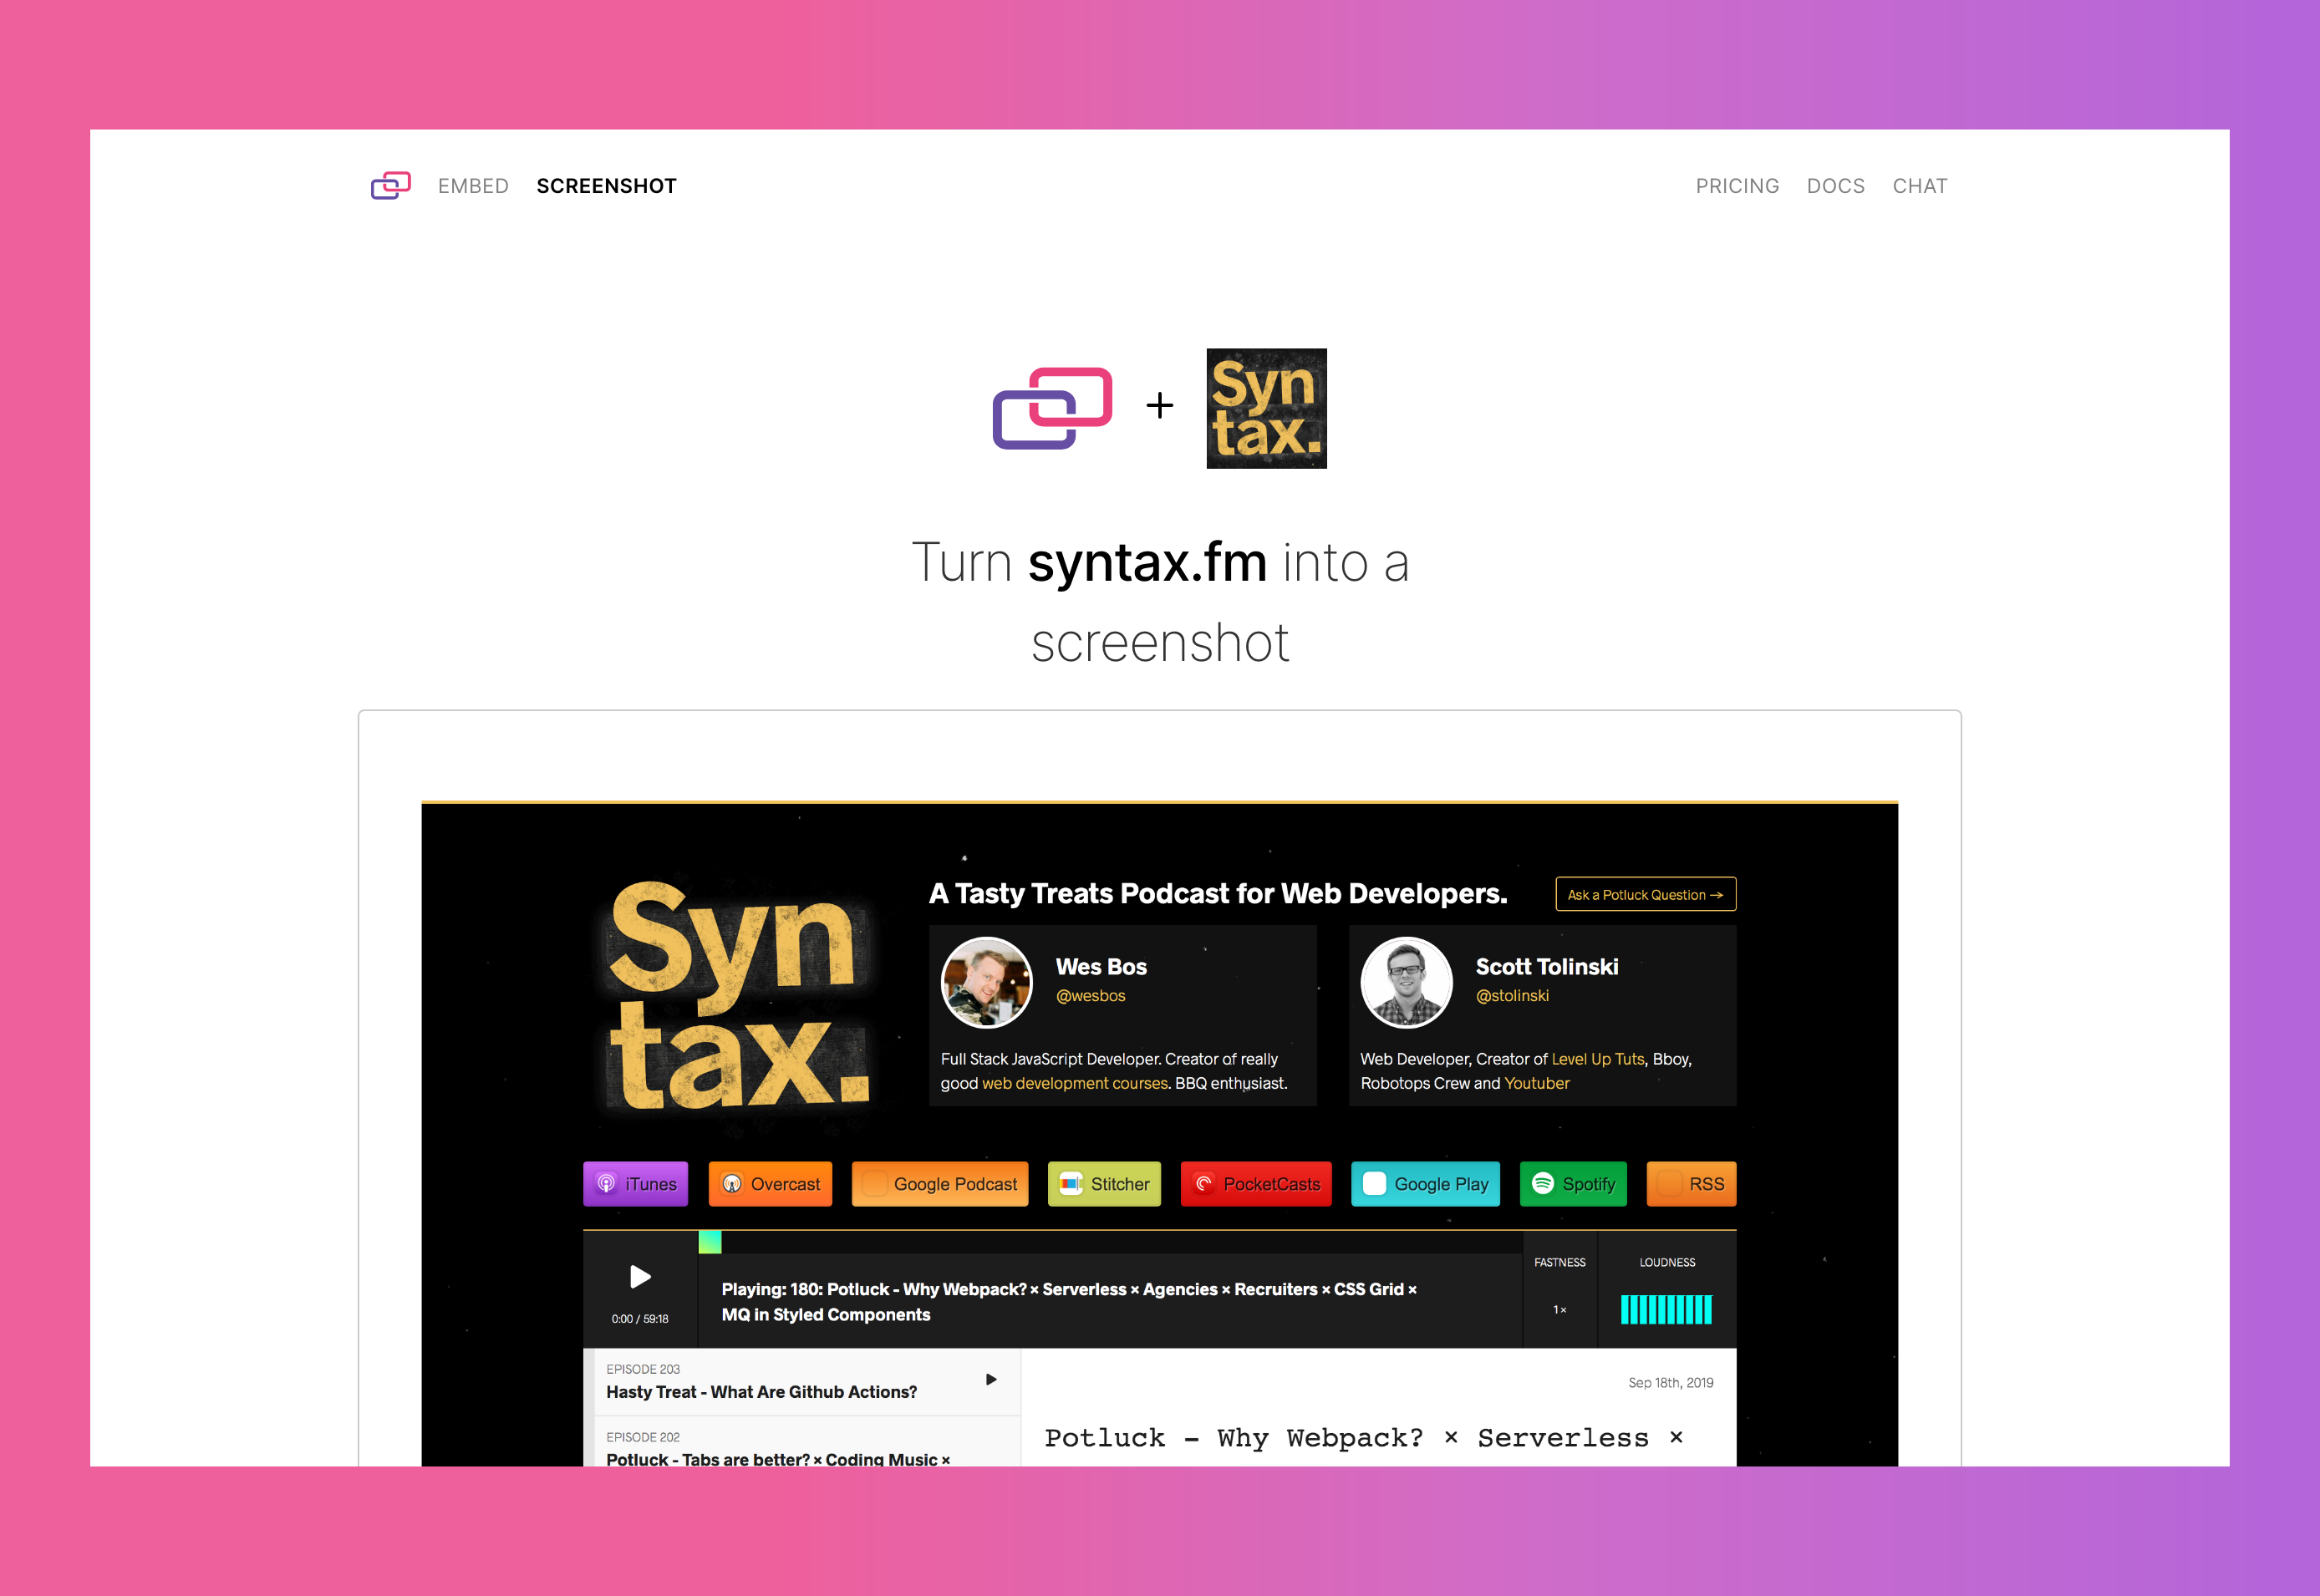 EMBED SCREENSHOT PRICING DOCS CHAT
Syn
tax.
Turn syntax.fm into a
screenshot
Syn
tax.
A Tasty Treats Podcast for Web Developers.
Ask a Potluck Question →
Wes Bos
@wesbos
Full Stack JavaScript Developer. Creator of really
good web development courses. BBQ enthusiast.
Scott Tolinski
@stolinski
Web Developer, Creator of Level Up Tuts, Bboy,
Robotops Crew and Youtuber
iTunes Overcast Google Podcast Stitcher PocketCasts Google Play Spotify RSS
0:00 / 59:18
Playing: 180: Potluck - Why Webpack? × Serverless × Agencies × Recruiters × CSS Grid ×
MQ in Styled Components
FASTNESS
1×
LOUDNESS
EPISODE 203
Hasty Treat - What Are Github Actions?
EPISODE 202
Potluck - Tabs are better? × Coding Music ×
Sep 18th, 2019
Potluck - Why Webpack? × Serverless ×